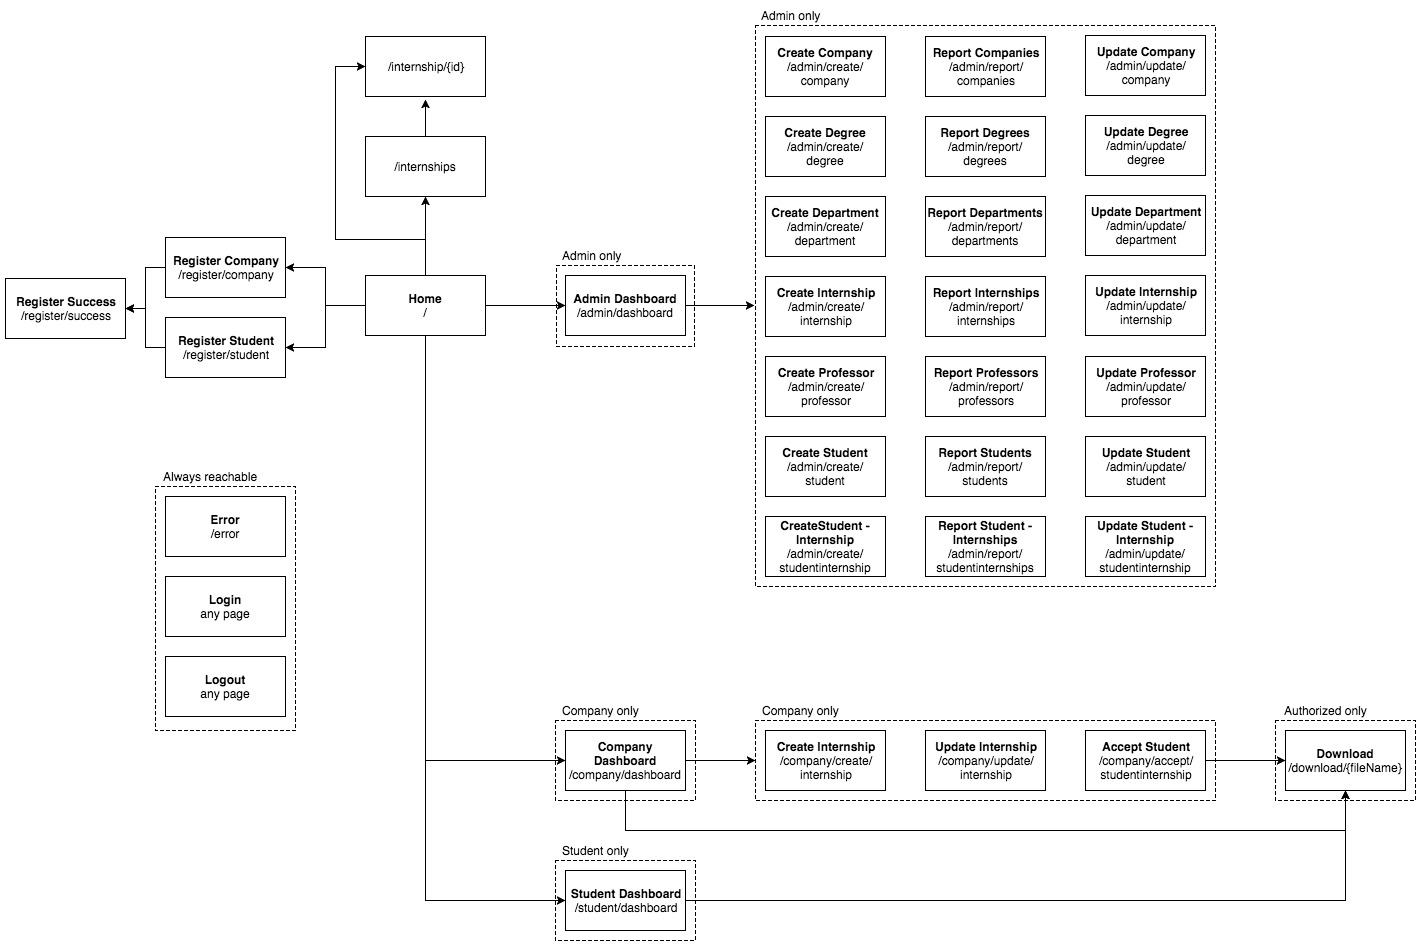 Admin only
Create Company
/admin/create/
company
Report Companies
/admin/report/
companies
Update Company
/admin/update/
company
Create Degree
/admin/create/
degree
Report Degrees
/admin/report/
degrees
Update Degree
/admin/update/
degree
Create Department
/admin/create/
department
Report Departments
/admin/report/
departments
Update Department
/admin/update/
department
Create Internship
/admin/create/
internship
Report Internships
/admin/report/
internships
Update Internship
/admin/update/
internship
Create Professor
/admin/create/
professor
Report Professors
/admin/report/
professors
Update Professor
/admin/update/
professor
Create Student
/admin/create/
student
Report Students
/admin/report/
students
Update Student
/admin/update/
student
CreateStudent -
Internship
/admin/create/
studentinternship
Report Student -
Internships
/admin/report/
studentinternships
Update Student -
Internship
/admin/update/
studentinternship
/internship/{id}
/internships
Register Company
/register/company
Register Success
/register/success
Register Student
/register/student
Home
/
Admin only
Admin Dashboard
/admin/dashboard
Always reachable
Error
/error
Login
any page
Logout
any page
Company only
Company
Dashboard
/company/dashboard
Company only
Create Internship
/company/create/
internship
Update Internship
/company/update/
internship
Accept Student
/company/accept/
studentinternship
Authorized only
Download
/download/{fileName}
Student only
Student Dashboard
/student/dashboard